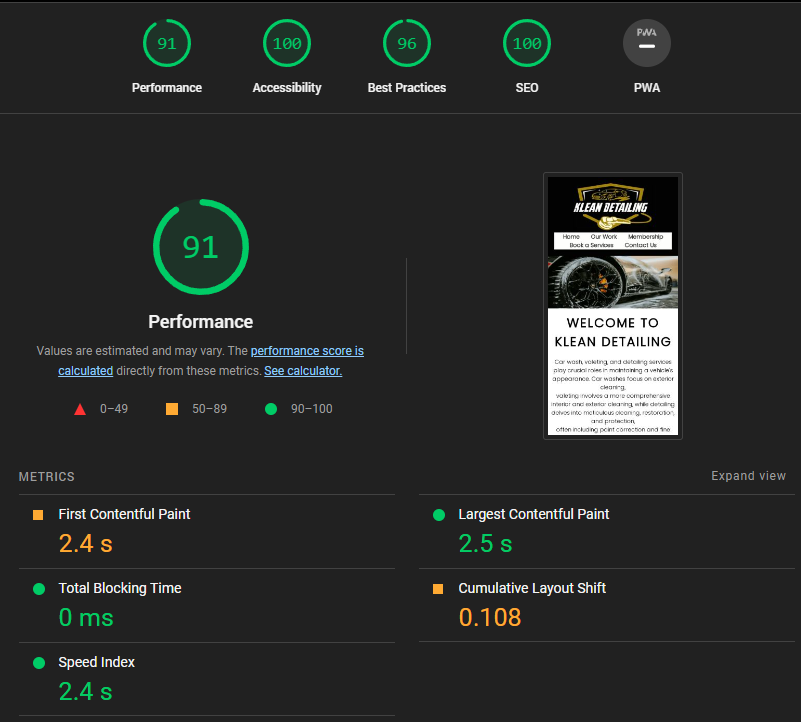 91
100
96
100
PWA
Performance
Accessibility
Best Practices
SEO
PWA
91
Performance
Values are estimated and may vary. The performance score is
calculated directly from these metrics. See calculator.
0–49
50–89
90–100
KLEAN DETAILING
Home Our Work Membership
Book a Services Contact Us
WELCOME TO
KLEAN DETAILING
Car wash, valeting, and detailing services
play crucial roles in maintaining a vehicle's
appearance. Car washes focus on exterior
cleaning,
valeting involves a more comprehensive
interior and exterior cleaning, while detailing
delves into meticulous cleaning, restoration,
and protection,
often including paint correction and fine
METRICS
Expand view
First Contentful Paint
2.4 s
Largest Contentful Paint
2.5 s
Total Blocking Time
0 ms
Cumulative Layout Shift
0.108
Speed Index
2.4 s